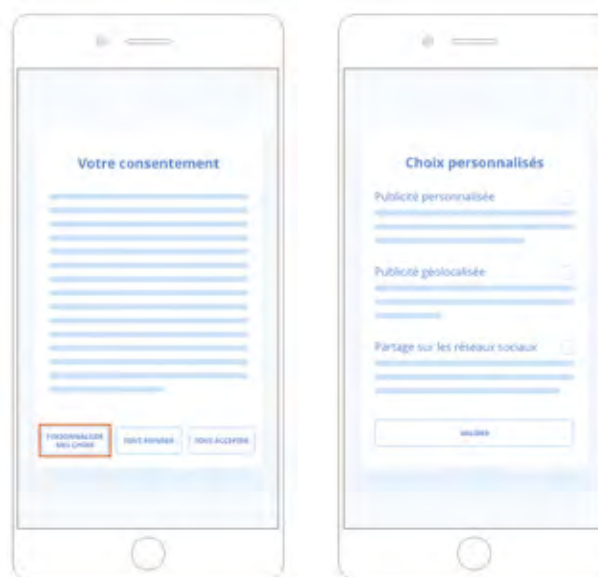 Votre consentement
PERSONNALISER
MES CHOIX
TOUT REFUSER
TOUT ACCEPTER
Choix personnalisés
Publicité personnalisée
Publicité géolocalisée
Partage sur les réseaux sociaux
VALIDER